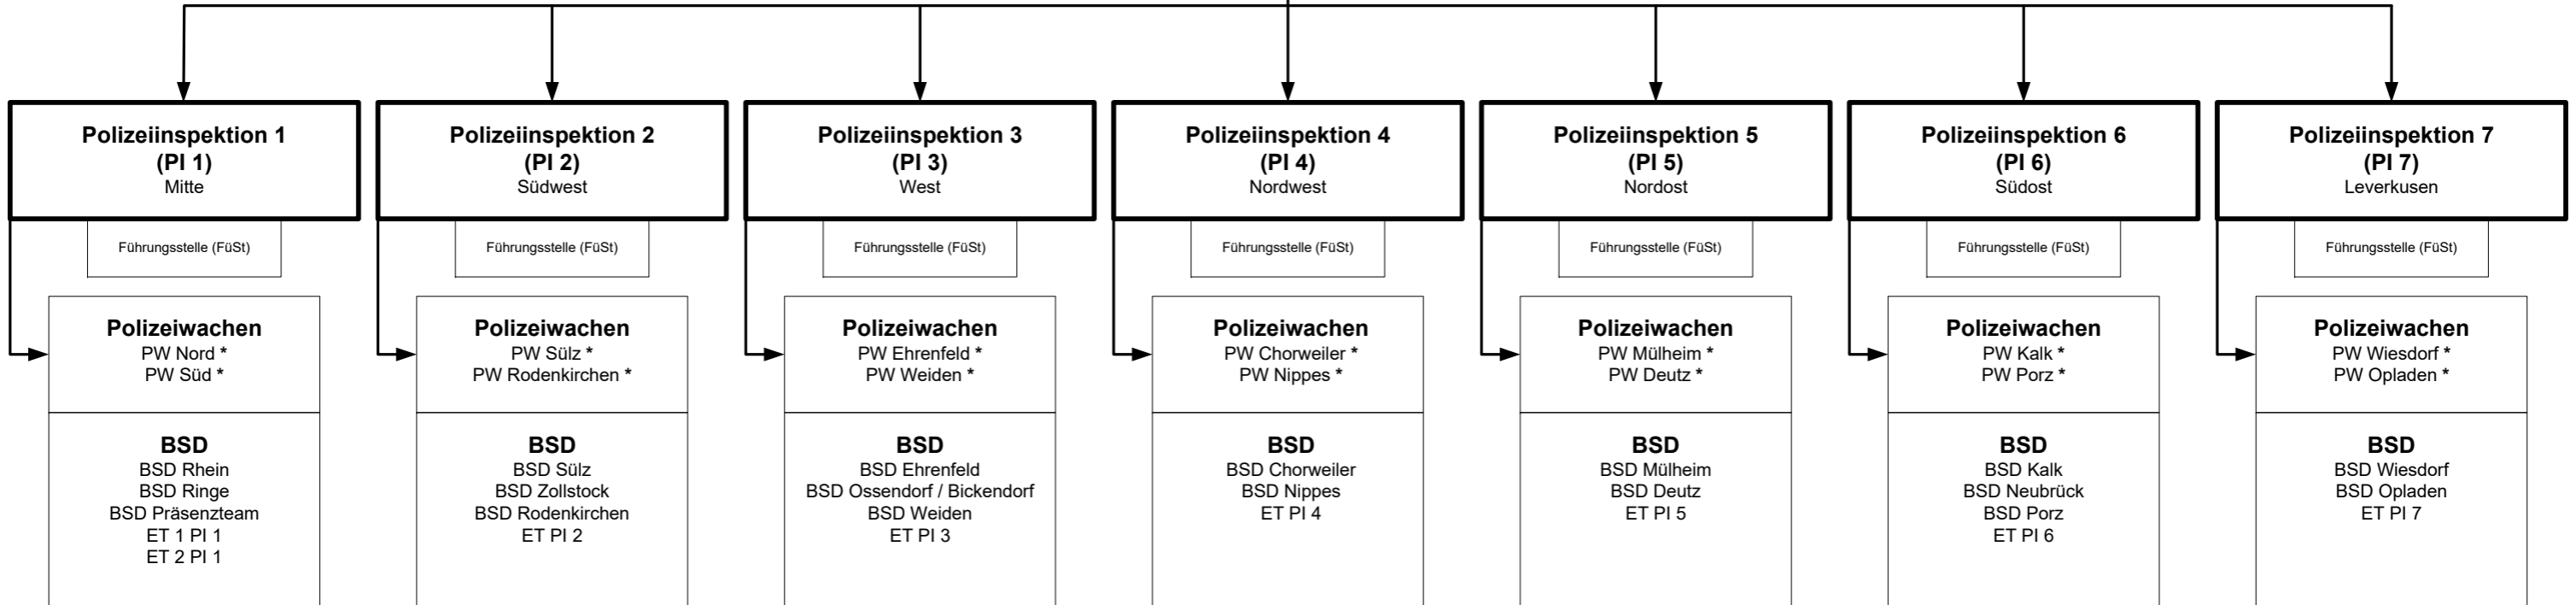 Polizeiinspektion 1
(PI 1)
Mitte
Führungsstelle (FüSt)
Polizeiwachen
PW Nord *
PW Süd *
BSD
BSD Rhein
BSD Ringe
BSD Präsenzteam
ET 1 PI 1
ET 2 PI 1
Polizeiinspektion 2
(PI 2)
Südwest
Führungsstelle (FüSt)
Polizeiwachen
PW Sülz *
PW Rodenkirchen *
BSD
BSD Sülz
BSD Zollstock
BSD Rodenkirchen
ET PI 2
Polizeiinspektion 3
(PI 3)
West
Führungsstelle (FüSt)
Polizeiwachen
PW Ehrenfeld *
PW Weiden *
BSD
BSD Ehrenfeld
BSD Ossendorf / Bickendorf
BSD Weiden
ET PI 3
Polizeiinspektion 4
(PI 4)
Nordwest
Führungsstelle (FüSt)
Polizeiwachen
PW Chorweiler *
PW Nippes *
BSD
BSD Chorweiler
BSD Nippes
ET PI 4
Polizeiinspektion 5
(PI 5)
Nordost
Führungsstelle (FüSt)
Polizeiwachen
PW Mülheim *
PW Deutz *
BSD
BSD Mülheim
BSD Deutz
ET PI 5
Polizeiinspektion 6
(PI 6)
Südost
Führungsstelle (FüSt)
Polizeiwachen
PW Kalk *
PW Porz *
BSD
BSD Kalk
BSD Neubrück
BSD Porz
ET PI 6
Polizeiinspektion 7
(PI 7)
Leverkusen
Führungsstelle (FüSt)
Polizeiwachen
PW Wiesdorf *
PW Opladen *
BSD
BSD Wiesdorf
BSD Opladen
ET PI 7